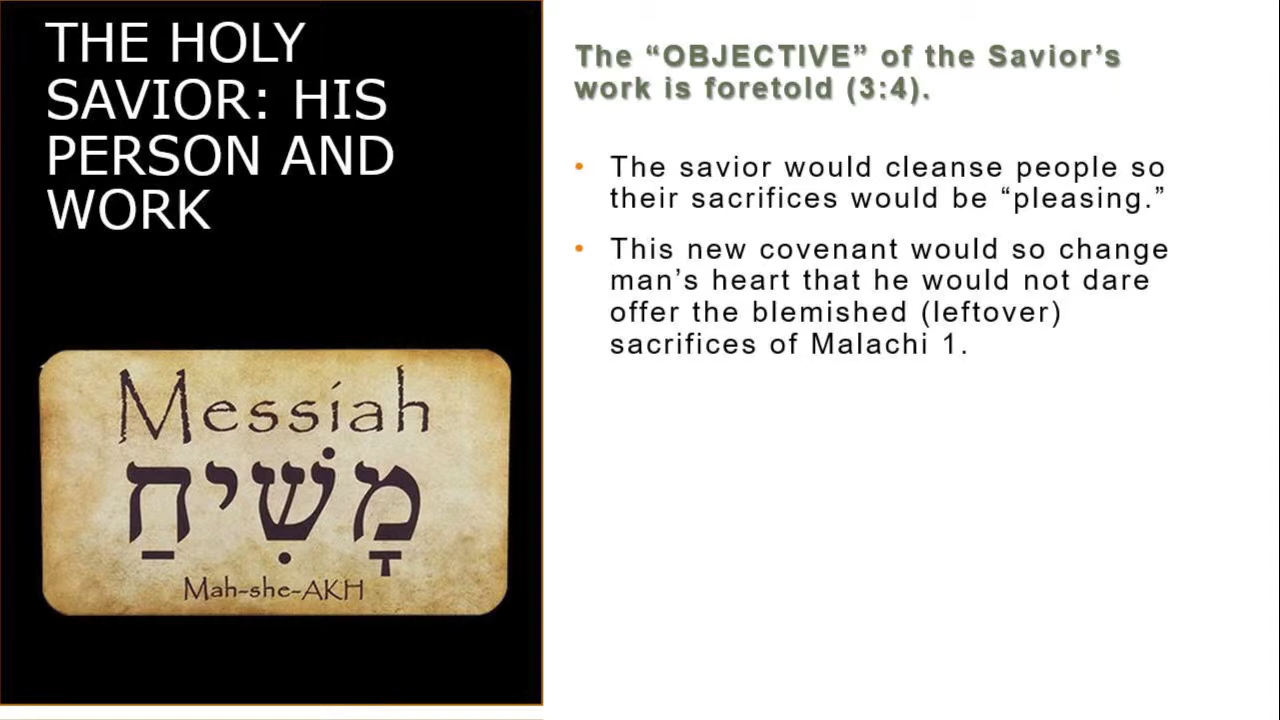 THE HOLY
SAVIOR: HIS
PERSON AND
WORK
Messiah
מָשִׁיחַ
Mah-she-AKH
The “OBJECTIVE” of the Savior’s
work is foretold (3:4).
• The savior would cleanse people so
their sacrifices would be “pleasing.”
• This new covenant would so change
man’s heart that he would not dare
offer the blemished (leftover)
sacrifices of Malachi 1.